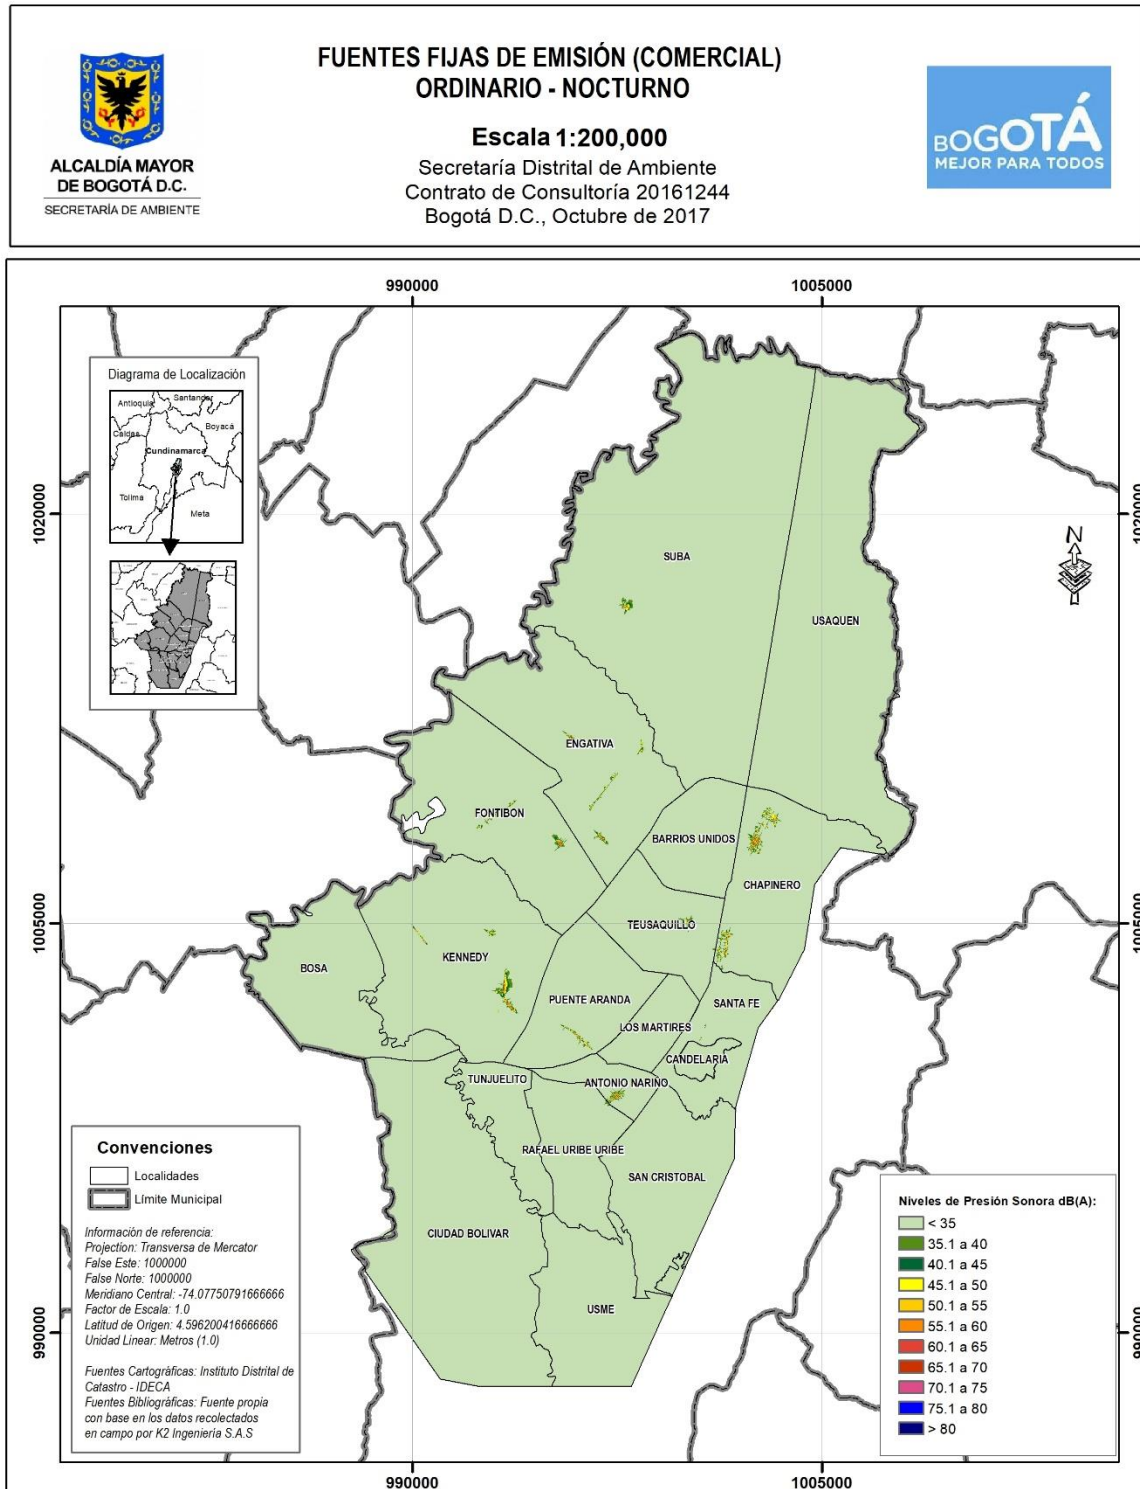 FUENTES FIJAS DE EMISIÓN (COMERCIAL)
ORDINARIO - NOCTURNO
Escala 1:200,000
Secretaría Distrital de Ambiente
Contrato de Consultoría 20161244
Bogotá D.C., Octubre de 2017
ALCALDÍA MAYOR
DE BOGOTÁ D.C.
SECRETARÍA DE AMBIENTE
BOGOTÁ
MEJOR PARA TODOS
990000
1005000
Diagrama de Localización
Antioquia
Santander
Boyacá
Caldas
Cundinamarca
Tolima
Meta
1020000
1020000
SUBA
USAQUEN
ENGATIVA
FONTIBON
BARRIOS UNIDOS
CHAPINERO
TEUSAQUILLO
1005000
1005000
KENNEDY
BOSA
PUENTE ARANDA
SANTA FE
LOS MARTIRES
CANDELARIA
TUNJUELITO
ANTONIO NARIÑO
RAFAEL URIBE URIBE
SAN CRISTOBAL
CIUDAD BOLIVAR
USME
990000
990000
Convenciones
Localidades
Límite Municipal
Información de referencia:
Projection: Transversa de Mercator
False Este: 1000000
False Norte: 1000000
Meridiano Central: -74.07750791666666
Factor de Escala: 1.0
Latitud de Origen: 4.596200416666666
Unidad Linear: Metros (1.0)
Fuentes Cartográficas: Instituto Distrital de
Catastro - IDECA
Fuentes Bibliográficas: Fuente propia
con base en los datos recolectados
en campo por K2 Ingeniería S.A.S
Niveles de Presión Sonora dB(A):
< 35
35.1 a 40
40.1 a 45
45.1 a 50
50.1 a 55
55.1 a 60
60.1 a 65
65.1 a 70
70.1 a 75
75.1 a 80
> 80
N
990000
1005000